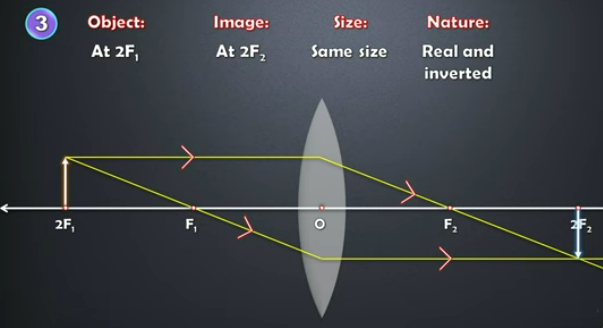 3
Object: Image: Size: Nature:
At 2F₁ At 2F₂ Same size Real and
inverted
2F₁ F₁ O F₂ 2F₂